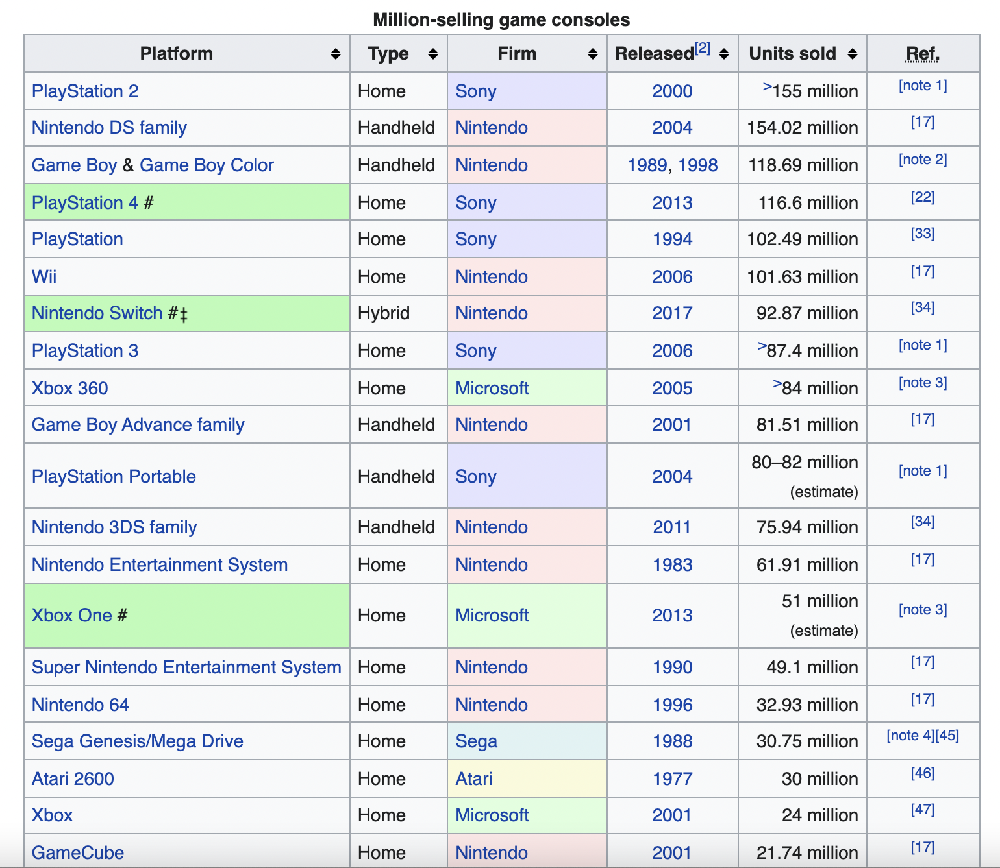 Million-selling game consoles
Platform Type Firm Released[2] Units sold Ref.
PlayStation 2 Home Sony 2000 >155 million [note 1]
Nintendo DS family Handheld Nintendo 2004 154.02 million [17]
Game Boy & Game Boy Color Handheld Nintendo 1989, 1998 118.69 million [note 2]
PlayStation 4 # Home Sony 2013 116.6 million [22]
PlayStation Home Sony 1994 102.49 million [33]
Wii Home Nintendo 2006 101.63 million [17]
Nintendo Switch #‡ Hybrid Nintendo 2017 92.87 million [34]
PlayStation 3 Home Sony 2006 >87.4 million [note 1]
Xbox 360 Home Microsoft 2005 >84 million [note 3]
Game Boy Advance family Handheld Nintendo 2001 81.51 million [17]
PlayStation Portable Handheld Sony 2004 80–82 million [note 1]
(estimate)
Nintendo 3DS family Handheld Nintendo 2011 75.94 million [34]
Nintendo Entertainment System Home Nintendo 1983 61.91 million [17]
Xbox One # Home Microsoft 2013 51 million [note 3]
(estimate)
Super Nintendo Entertainment System Home Nintendo 1990 49.1 million [17]
Nintendo 64 Home Nintendo 1996 32.93 million [17]
Sega Genesis/Mega Drive Home Sega 1988 30.75 million [note 4][45]
Atari 2600 Home Atari 1977 30 million [46]
Xbox Home Microsoft 2001 24 million [47]
GameCube Home Nintendo 2001 21.74 million [17]